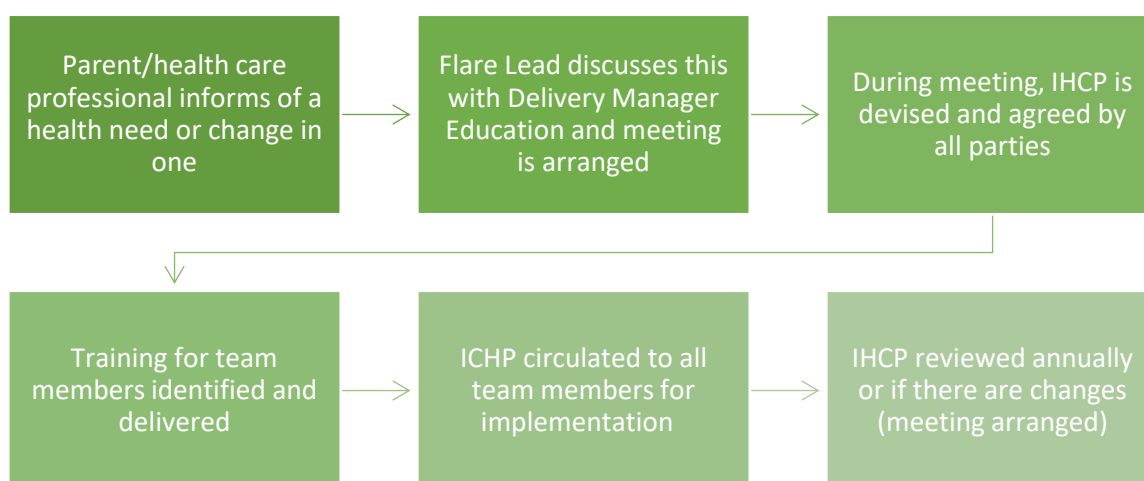 Parent/health care
professional informs of a
health need or change in
one
Flare Lead discusses this
with Delivery Manager
Education and meeting
is arranged
During meeting, IHCP is
devised and agreed by
all parties
Training for team
members identified and
delivered
ICHP circulated to all
team members for
implementation
IHCP reviewed annually
or if there are changes
(meeting arranged)